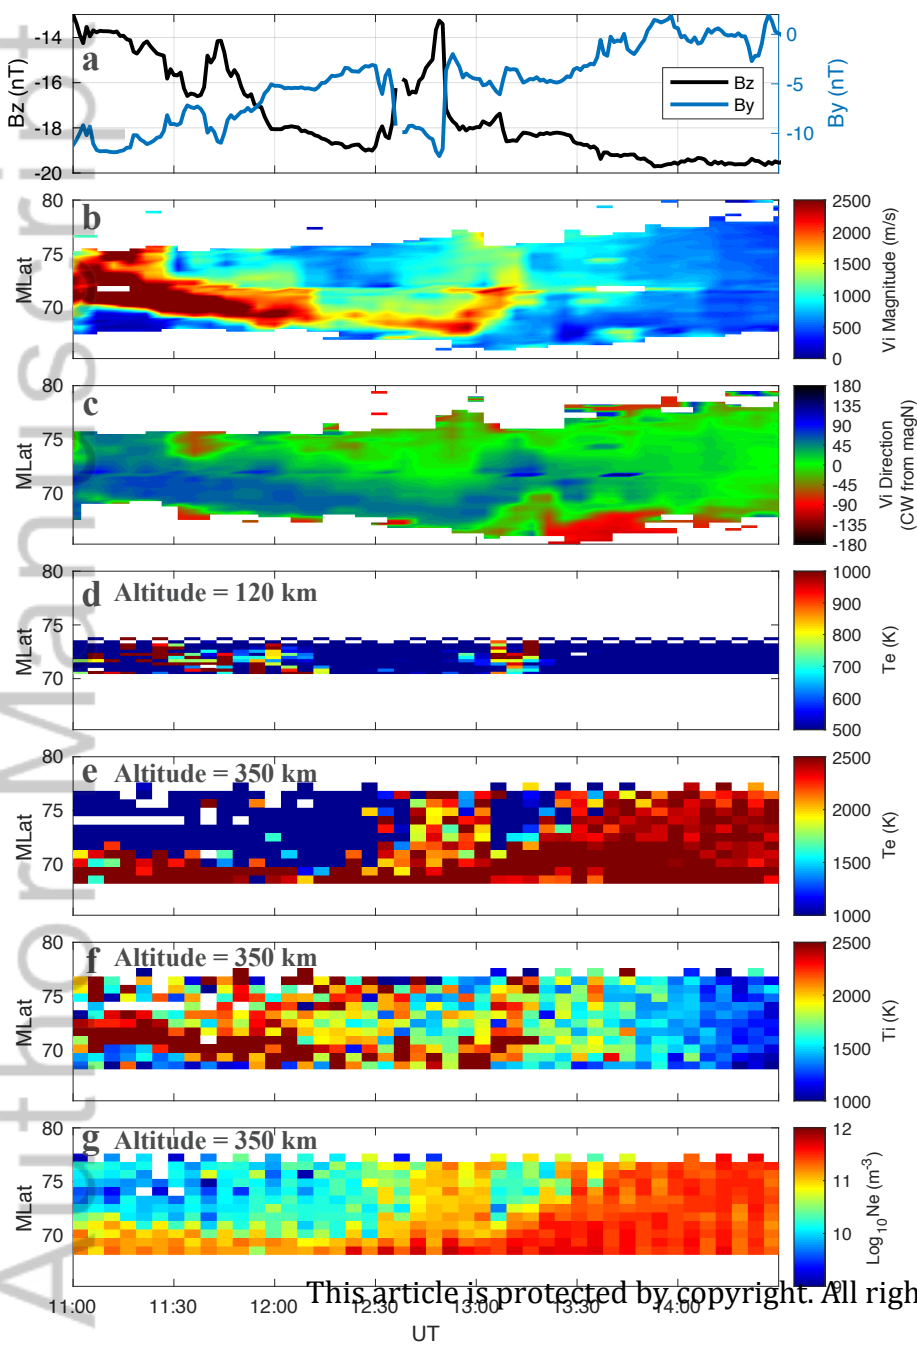 Author Manuscript
a
Bz (nT)
-14
-16
-18
-20
0
-5
-10
By (nT)
Bz
By
b
MLat
80
75
70
2500
2000
1500
1000
500
0
Vi Magnitude (m/s)
c
MLat
80
75
70
180
135
90
45
0
-45
-90
-135
-180
Vi Direction
(CW from magN)
d Altitude = 120 km
MLat
80
75
70
1000
900
800
700
600
500
Te (K)
e Altitude = 350 km
MLat
80
75
70
2500
2000
1500
1000
Te (K)
f Altitude = 350 km
MLat
80
75
70
2500
2000
1500
1000
Ti (K)
g Altitude = 350 km
MLat
80
75
70
12
11
10
9
Log10 Ne (m-3)
11:00 11:30 12:00 12:30 13:00 13:30 14:00
UT
This article is protected by copyright. All righ